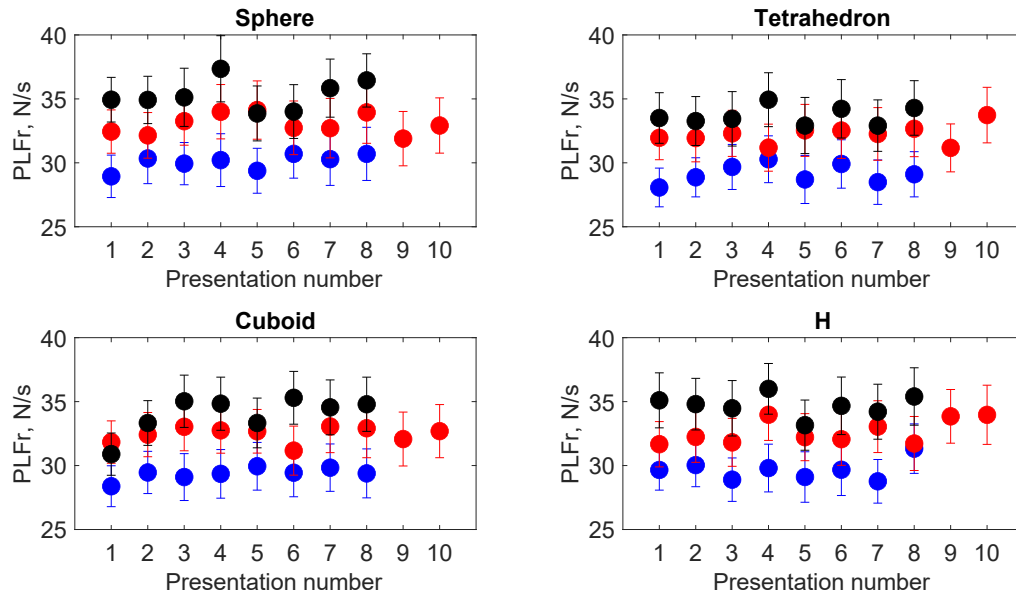 Sphere
40
35
30
25
PLFr, N/s
1 2 3 4 5 6 7 8 9 10
Presentation number
Tetrahedron
40
35
30
25
PLFr, N/s
1 2 3 4 5 6 7 8 9 10
Presentation number
Cuboid
40
35
30
25
PLFr, N/s
1 2 3 4 5 6 7 8 9 10
Presentation number
H
40
35
30
25
PLFr, N/s
1 2 3 4 5 6 7 8 9 10
Presentation number